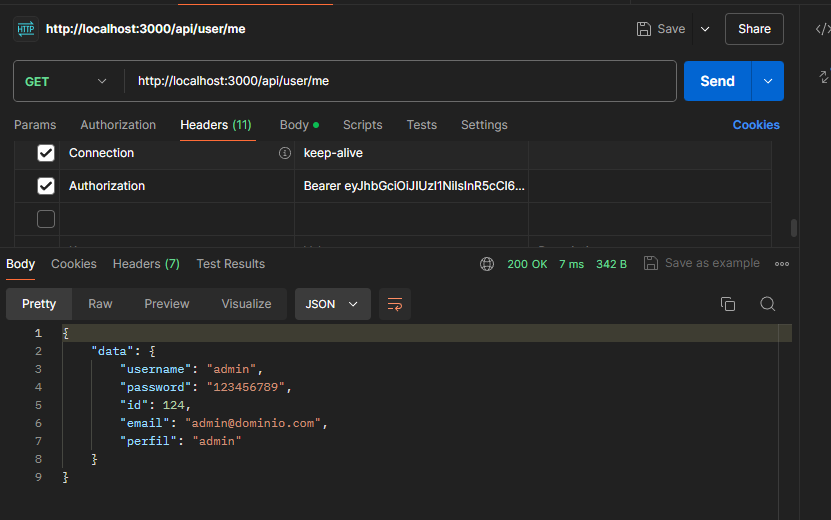 HTTP http://localhost:3000/api/user/me Save Share
GET http://localhost:3000/api/user/me Send
Params Authorization Headers (11) Body Scripts Tests Settings Cookies
Connection keep-alive
Authorization Bearer eyJhbGciOiJIUzI1NiIsInR5cCI6...
Body Cookies Headers (7) Test Results 200 OK 7 ms 342 B Save as example
Pretty Raw Preview Visualize JSON
1 {
2 "data": {
3 "username": "admin",
4 "password": "123456789",
5 "id": 124,
6 "email": "admin@dominio.com",
7 "perfil": "admin"
8 }
9 }